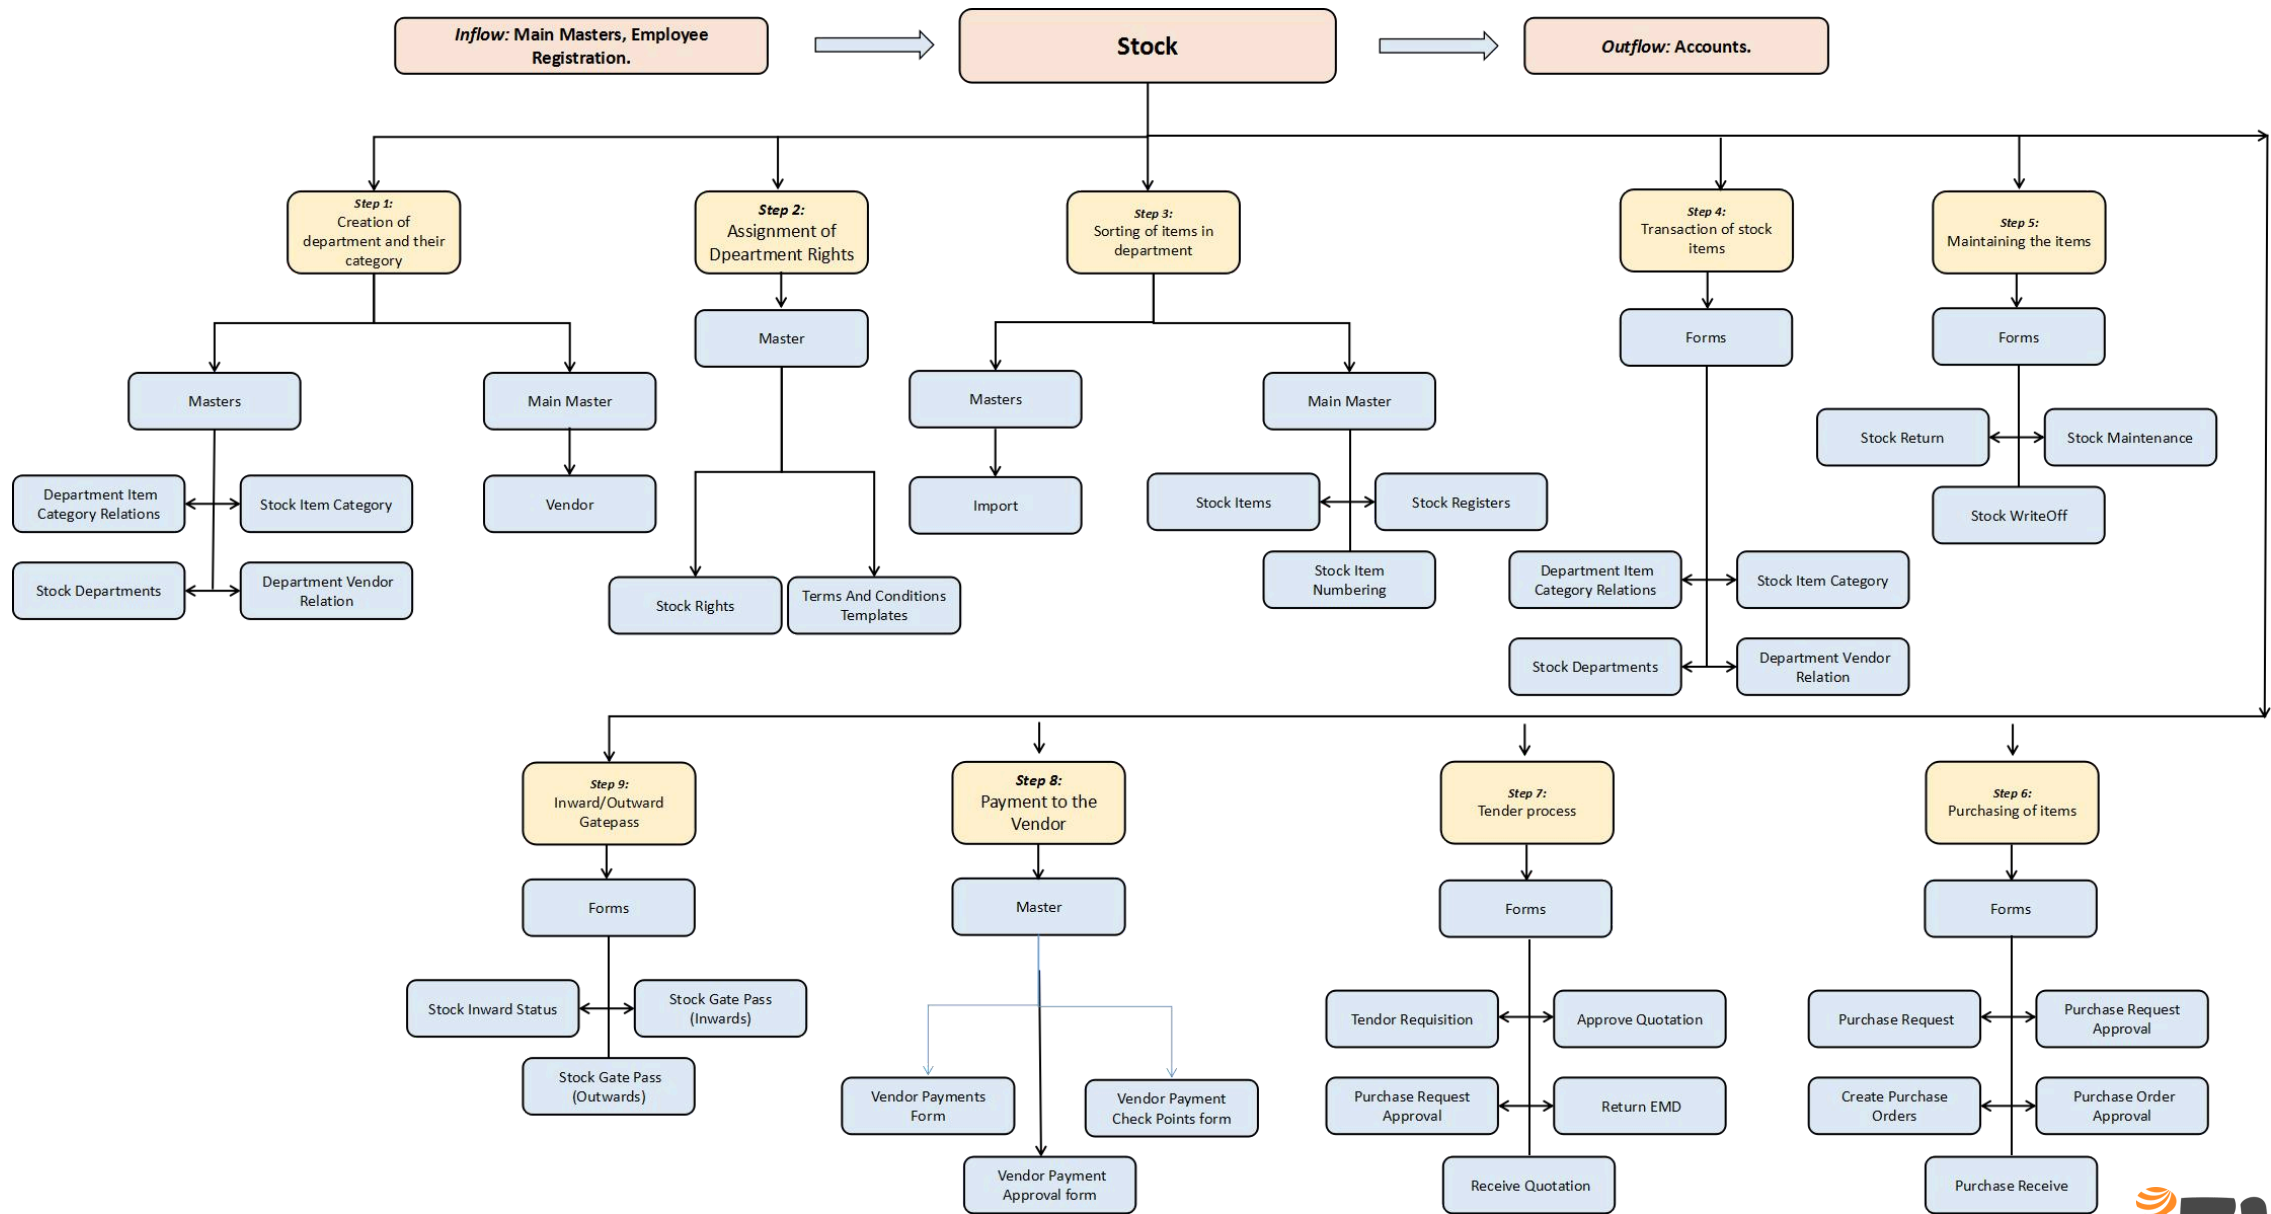 Inflow: Main Masters, Employee
Registration.
Stock
Outflow: Accounts.
Step 1:
Creation of
department and their
category
Step 2:
Assignment of
Dpeartment Rights
Step 3:
Sorting of items in
department
Step 4:
Transaction of stock
items
Step 5:
Maintaining the items
Master
Forms
Forms
Masters
Main Master
Masters
Main Master
Stock Return
Stock Maintenance
Department Item
Category Relations
Stock Item Category
Vendor
Import
Stock Items
Stock Registers
Stock WriteOff
Stock Departments
Department Vendor
Relation
Stock Rights
Terms And Conditions
Templates
Stock Item
Numbering
Department Item
Category Relations
Stock Item Category
Stock Departments
Department Vendor
Relation
Step 9:
Inward/Outward
Gatepass
Step 8:
Payment to the
Vendor
Step 7:
Tender process
Step 6:
Purchasing of items
Forms
Master
Forms
Forms
Stock Inward Status
Stock Gate Pass
(Inwards)
Tendor Requisition
Approve Quotation
Purchase Request
Purchase Request
Approval
Stock Gate Pass
(Outwards)
Vendor Payments
Form
Vendor Payment
Check Points form
Purchase Request
Approval
Return EMD
Create Purchase
Orders
Purchase Order
Approval
Vendor Payment
Approval form
Receive Quotation
Purchase Receive